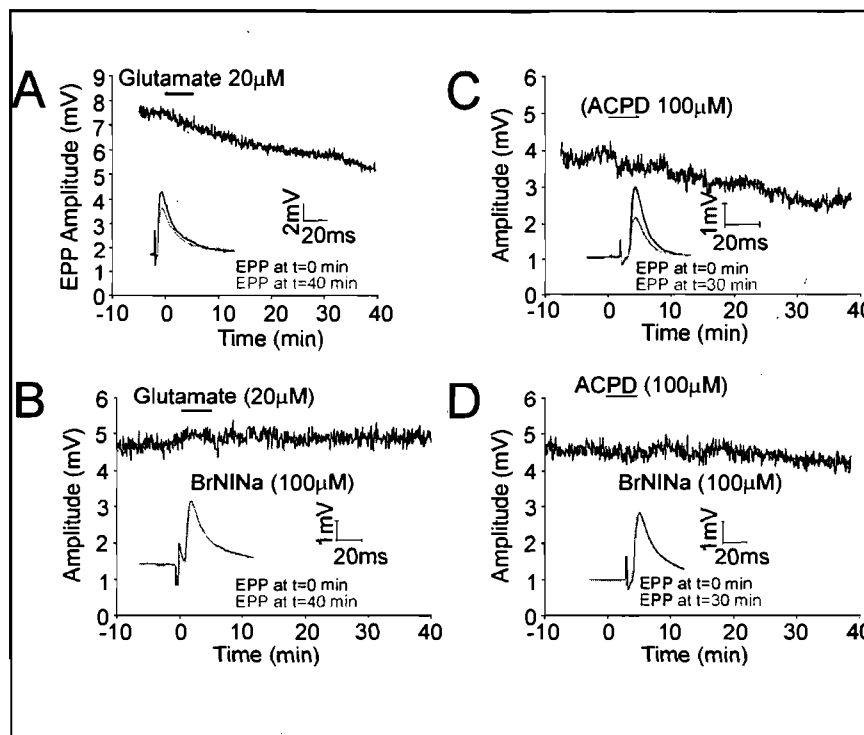 A
Glutamate 20µM
EPP Amplitude (mV)
9
8
7
6
5
4
3
2
1
0
2mV
20ms
EPP at t=0 min
EPP at t=40 min
-10 0 10 20 30 40
Time (min)
C
(ACPD 100µM)
Amplitude (mV)
6
5
4
3
2
1
0
1mV
20ms
EPP at t=0 min
EPP at t=30 min
-10 0 10 20 30 40
Time (min)
B
Glutamate (20µM)
Amplitude (mV)
6
5
4
3
2
1
0
BrNINa (100µM)
1mV
20ms
EPP at t=0 min
EPP at t=40 min
-10 0 10 20 30 40
Time (min)
D
ACPD (100µM)
Amplitude (mV)
6
5
4
3
2
1
0
BrNINa (100µM)
1mV
20ms
EPP at t=0 min
EPP at t=30 min
-10 0 10 20 30 40
Time (min)